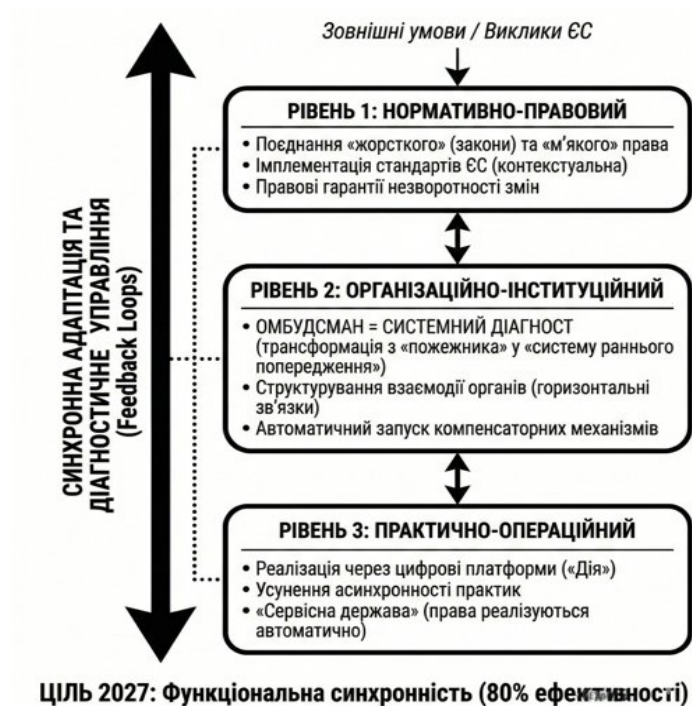 Зовнішні умови / Виклики ЄС
СИНХРОННА АДАПТАЦІЯ ТА
ДІАГНОСТИЧНЕ УПРАВЛІННЯ
(Feedback Loops)
РІВЕНЬ 1: НОРМАТИВНО-ПРАВОВИЙ
• Поєднання «жорсткого» (закони) та «м'якого» права
• Імплементація стандартів ЄС (контекстуальна)
• Правові гарантії незворотності змін
РІВЕНЬ 2: ОРГАНІЗАЦІЙНО-ІНСТИТУЦІЙНИЙ
• ОМБУДСМАН = СИСТЕМНИЙ ДІАГНОСТ
(трансформація з «пожежника» у «систему раннього
попередження»)
• Структурування взаємодії органів (горизонтальні
зв'язки)
• Автоматичний запуск компенсаторних механізмів
РІВЕНЬ 3: ПРАКТИЧНО-ОПЕРАЦІЙНИЙ
• Реалізація через цифрові платформи («Дія»)
• Усунення асинхронності практик
• «Сервісна держава» (права реалізуються
автоматично)
ЦІЛЬ 2027: Функціональна синхронність (80% ефективності)